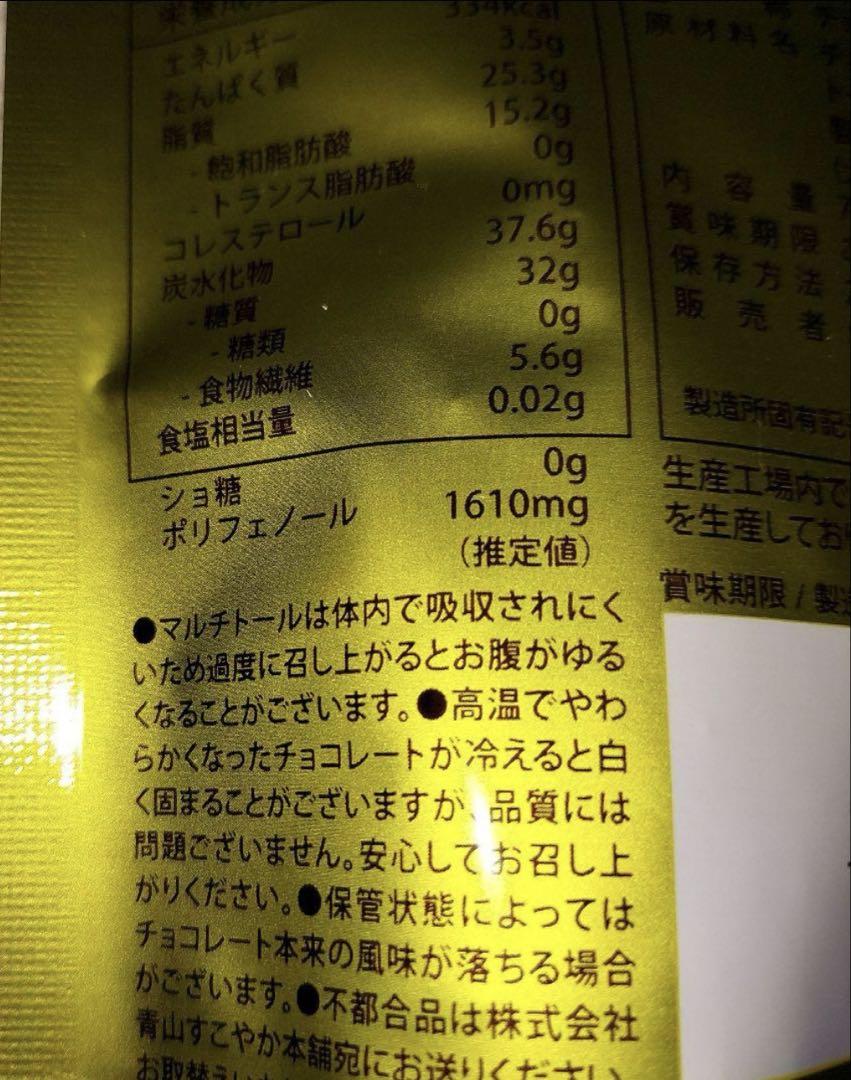 栄養成
エネルギー 334kcal
たんぱく質 3.5g
脂質 25.3g
- 飽和脂肪酸 15.2g
- トランス脂肪酸 0g
コレステロール 0mg
炭水化物 37.6g
- 糖質 32g
- 糖類 0g
- 食物繊維 5.6g
食塩相当量 0.02g
ショ糖 0g
ポリフェノール 1610mg
(推定値)
●マルチトールは体内で吸収されにく
いため過度に召し上がるとお腹がゆる
くなることがございます。●高温でやわ
らかくなったチョコレートが冷えると白
く固まることがございますが、品質には
問題ございません。安心してお召し上
がりください。●保管状態によっては
チョコレート本来の風味が落ちる場合
がございます。●不都合品は株式会社
青山すこやか本舗宛にお送りください
お取替え
原材料名
内容量
賞味期限
保存方法
販売者
製造所固有記
生産工場内で
を生産してお
賞味期限/製造